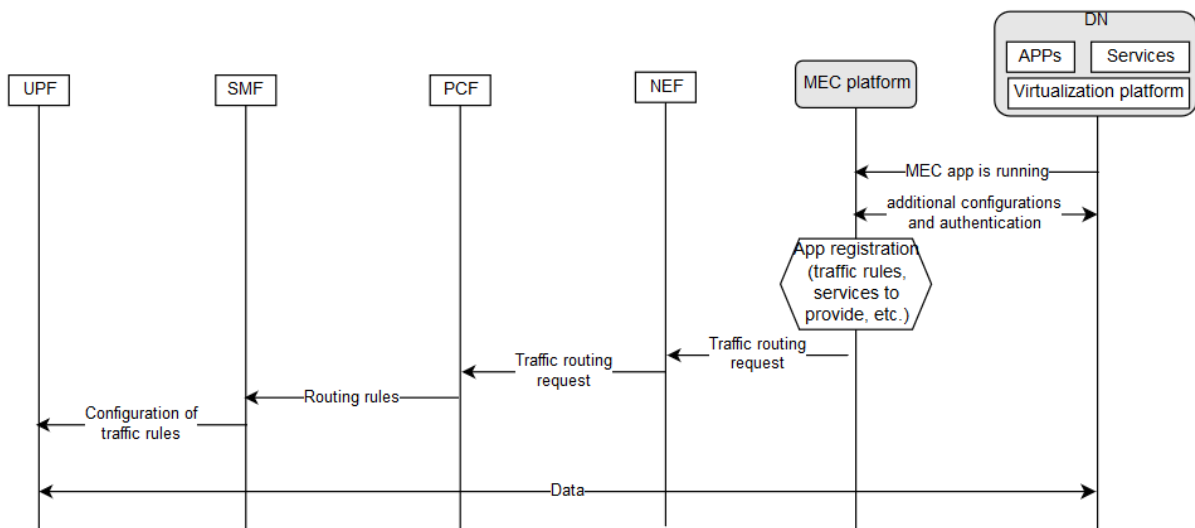 DN
APPs
Services
Virtualization platform
UPF
SMF
PCF
NEF
MEC platform
MEC app is running
additional configurations
and authentication
App registration
(traffic rules,
services to
provide, etc.)
Traffic routing
request
Traffic routing
request
Routing rules
Configuration of
traffic rules
Data